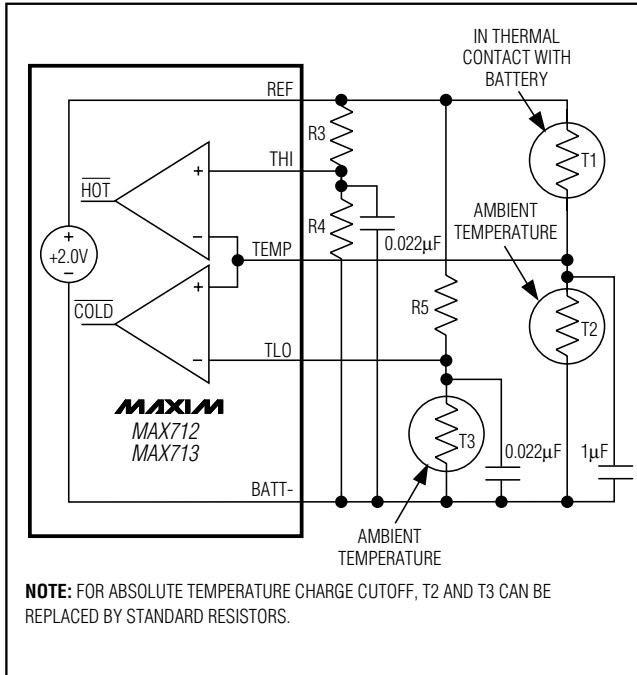 IN THERMAL
CONTACT WITH
BATTERY
REF
R3
THI
T1
HOT
+
-
R4
AMBIENT
TEMPERATURE
0.022µF
TEMP
+
+2.0V
-
COLD
+
-
R5
T2
TLO
MAXIM
MAX712
MAX713
T3
0.022µF
1µF
BATT-
AMBIENT
TEMPERATURE
NOTE: FOR ABSOLUTE TEMPERATURE CHARGE CUTOFF, T2 AND T3 CAN BE
REPLACED BY STANDARD RESISTORS.